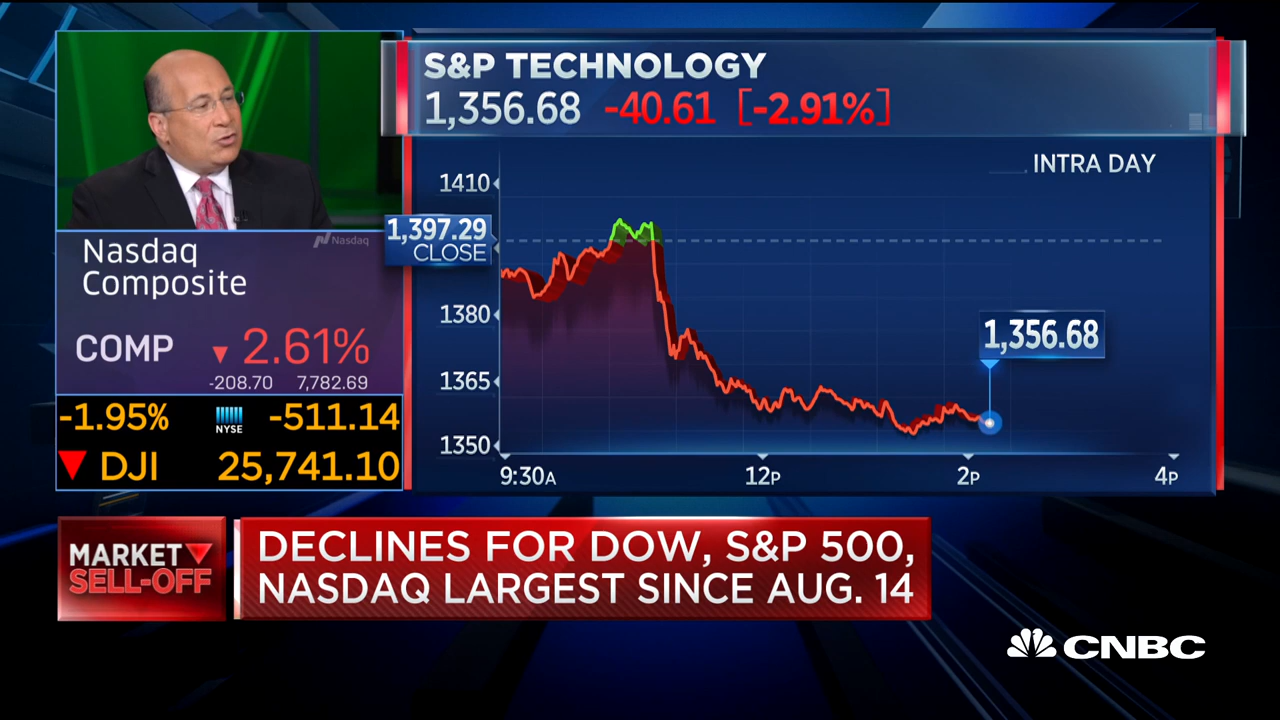 S&P TECHNOLOGY
1,356.68 -40.61 [-2.91%]
INTRA DAY
1410
1,397.29
CLOSE
1380
1365
1350
1,356.68
9:30A 12P 2P 4P
Nasdaq
Nasdaq
Composite
COMP ▼ 2.61%
-208.70 7,782.69
-1.95% NYSE -511.14
▼ DJI 25,741.10
MARKET▼
SELL-OFF
DECLINES FOR DOW, S&P 500,
NASDAQ LARGEST SINCE AUG. 14
CNBC